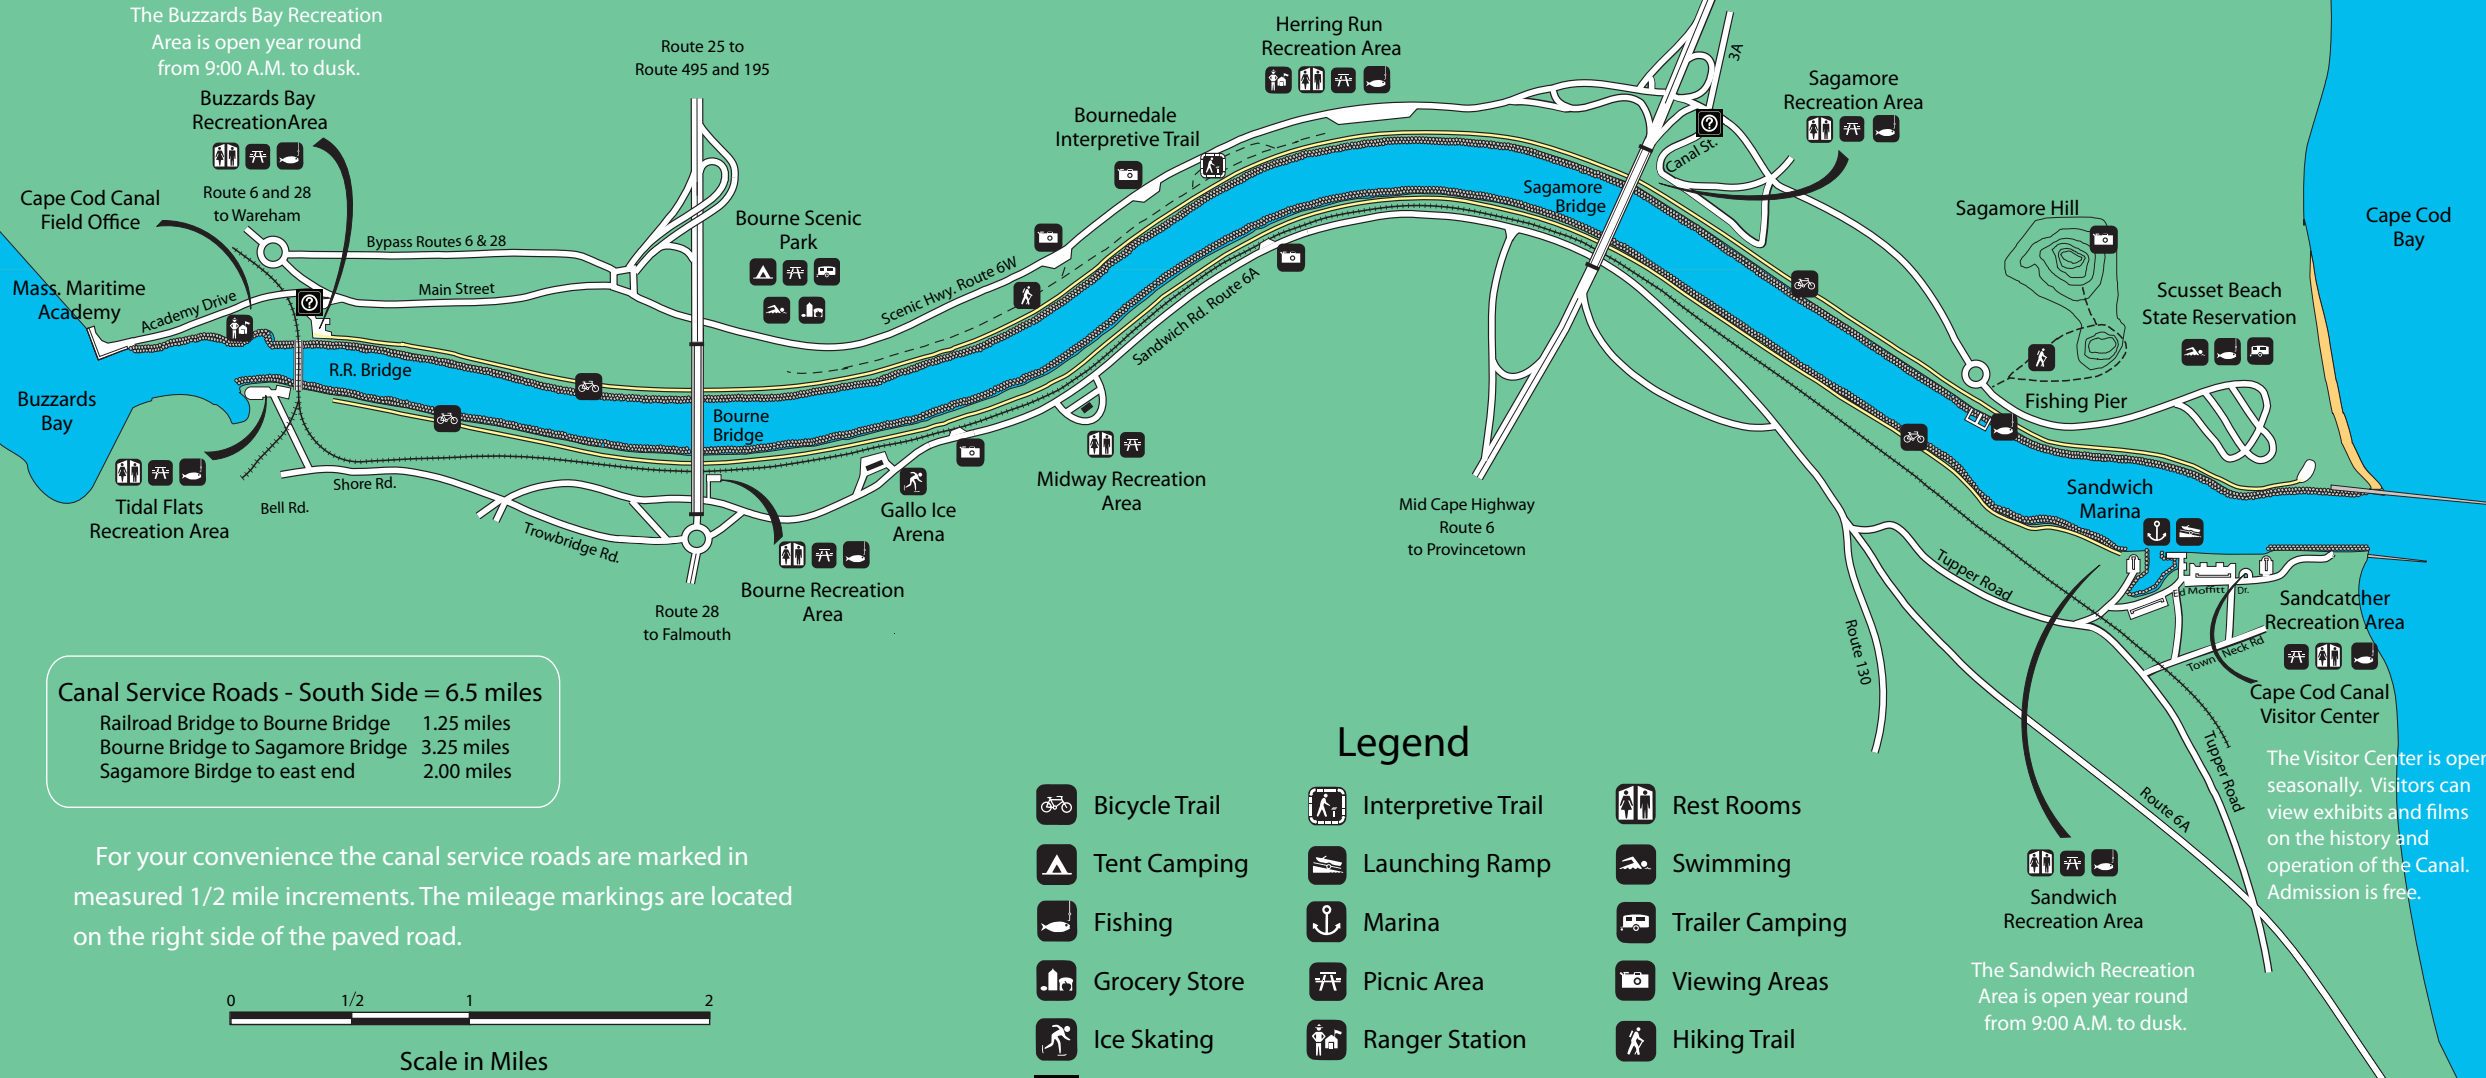 The Buzzards Bay Recreation
Area is open year round
from 9:00 A.M. to dusk.
Buzzards Bay
RecreationArea
Cape Cod Canal
Field Office
Route 6 and 28
to Wareham
Bypass Routes 6 & 28
Main Street
Mass. Maritime
Academy
Academy Drive
Buzzards
Bay
R.R. Bridge
Tidal Flats
Recreation Area
Bell Rd.
Shore Rd.
Trowbridge Rd.
Route 25 to
Route 495 and 195
Bourne Scenic
Park
Bourne
Bridge
Route 28
to Falmouth
Bourne Recreation
Area
Gallo Ice
Arena
Scenic Hwy. Route 6W
Sandwich Rd. Route 6A
Midway Recreation
Area
Bournedale
Interpretive Trail
Herring Run
Recreation Area
3A
Sagamore
Recreation Area
Canal St.
Sagamore
Bridge
Mid Cape Highway
Route 6
to Provincetown
Sagamore Hill
Scusset Beach
State Reservation
Fishing Pier
Cape Cod
Bay
Sandwich
Marina
Tupper Road
Route 130
Ed Moffitt Dr.
Town Neck Rd
Sandcatcher
Recreation Area
Cape Cod Canal
Visitor Center
Tupper Road
Route 6A
The Visitor Center is open
seasonally. Visitors can
view exhibits and films
on the history and
operation of the Canal.
Admission is free.
Sandwich
Recreation Area
The Sandwich Recreation
Area is open year round
from 9:00 A.M. to dusk.
Canal Service Roads - South Side = 6.5 miles
Railroad Bridge to Bourne Bridge 1.25 miles
Bourne Bridge to Sagamore Bridge 3.25 miles
Sagamore Birdge to east end 2.00 miles
For your convenience the canal service roads are marked in
measured 1/2 mile increments. The mileage markings are located
on the right side of the paved road.
0 1/2 1 2
Scale in Miles
Legend
Bicycle Trail
Tent Camping
Fishing
Grocery Store
Ice Skating
Interpretive Trail
Launching Ramp
Marina
Picnic Area
Ranger Station
Rest Rooms
Swimming
Trailer Camping
Viewing Areas
Hiking Trail